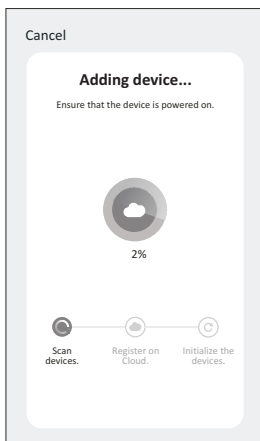 Cancel
Adding device...
Ensure that the device is powered on.
2%
Scan
devices.
Register on
Cloud.
Initialize the
devices.